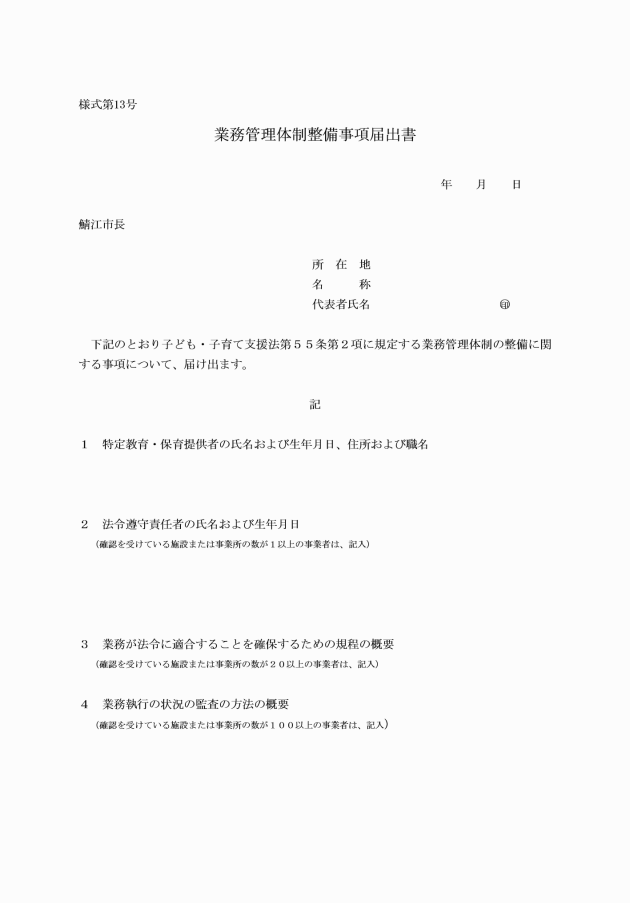 様式第13号
業務管理体制整備事項届出書
年　　月　　日
鯖江市長
所　在　地
名　　　称
代表者氏名　　　　　　　　　　　㊞
　下記のとおり子ども・子育て支援法第５５条第２項に規定する業務管理体制の整備に関
する事項について、届け出ます。
記
１　特定教育・保育提供者の氏名および生年月日、住所および職名
２　法令遵守責任者の氏名および生年月日
（確認を受けている施設または事業所の数が１以上の事業者は、記入）
３　業務が法令に適合することを確保するための規程の概要
（確認を受けている施設または事業所の数が２０以上の事業者は、記入）
４　業務執行の状況の監査の方法の概要
（確認を受けている施設または事業所の数が１００以上の事業者は、記入）